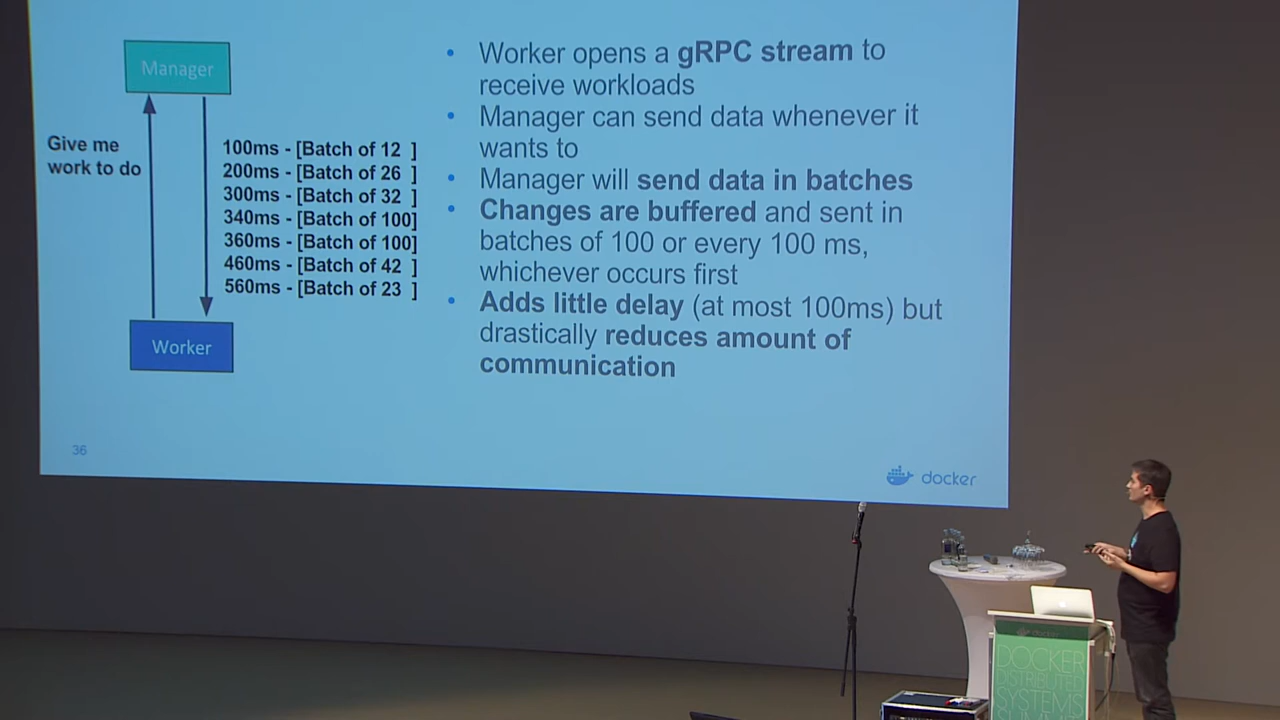 Manager
Give me
work to do
100ms - [Batch of 12 ]
200ms - [Batch of 26 ]
300ms - [Batch of 32 ]
340ms - [Batch of 100]
360ms - [Batch of 100]
460ms - [Batch of 42 ]
560ms - [Batch of 23 ]
Worker
• Worker opens a gRPC stream to
receive workloads
• Manager can send data whenever it
wants to
• Manager will send data in batches
• Changes are buffered and sent in
batches of 100 or every 100 ms,
whichever occurs first
• Adds little delay (at most 100ms) but
drastically reduces amount of
communication
36
docker
docker
DOCKER
DISTRIBUTED
SYSTEMS